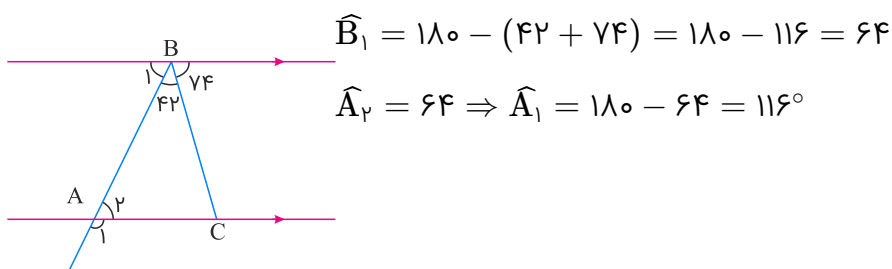 B
۱
۷۴
۴۲
A
۲
۱
C
B̂₁ = ۱۸۰ − (۴۲ + ۷۴) = ۱۸۰ − ۱۱۶ = ۶۴
Â₂ = ۶۴ ⇒ Â₁ = ۱۸۰ − ۶۴ = ۱۱۶°